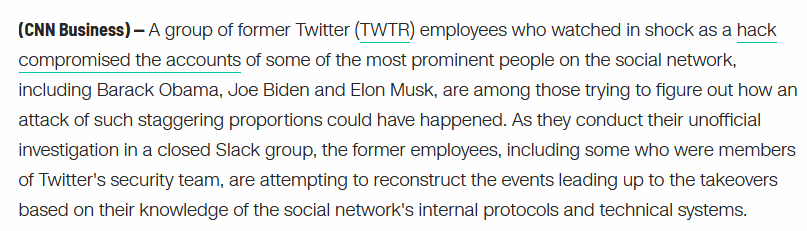 (CNN Business) — A group of former Twitter (TWTR) employees who watched in shock as a hack
compromised the accounts of some of the most prominent people on the social network,
including Barack Obama, Joe Biden and Elon Musk, are among those trying to figure out how an
attack of such staggering proportions could have happened. As they conduct their unofficial
investigation in a closed Slack group, the former employees, including some who were members
of Twitter's security team, are attempting to reconstruct the events leading up to the takeovers
based on their knowledge of the social network's internal protocols and technical systems.